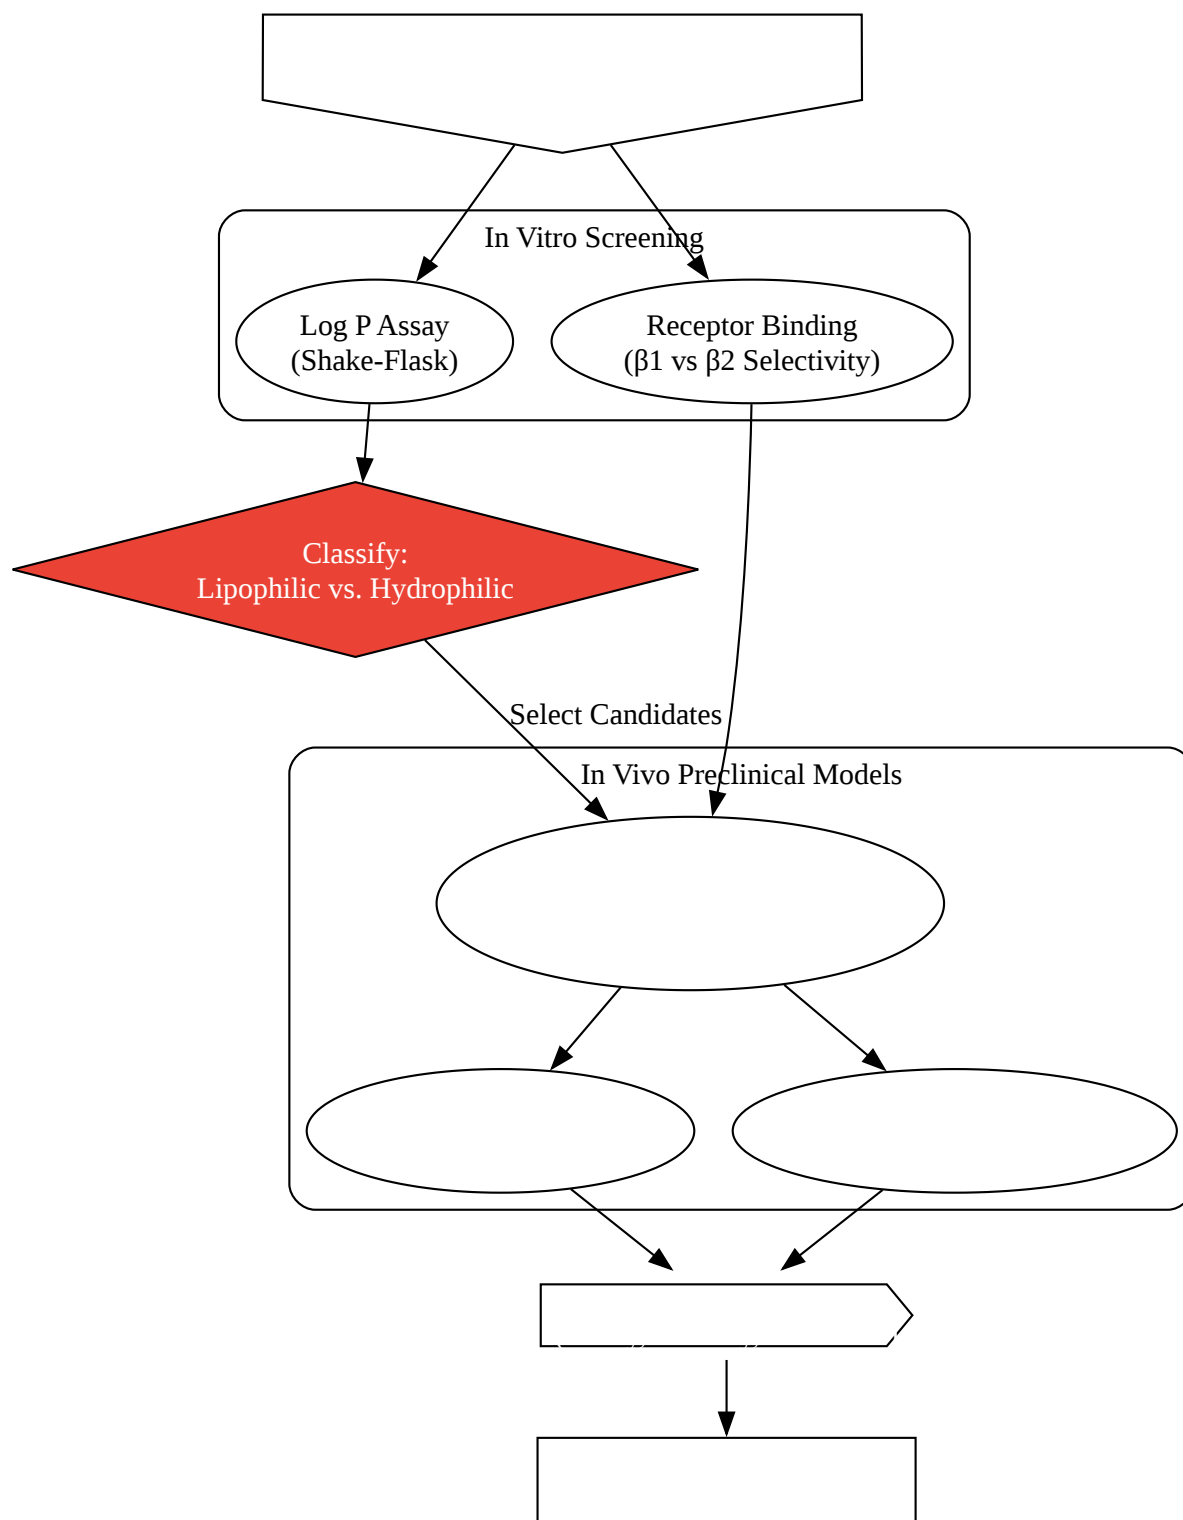 In Vitro Screening
Log P Assay
(Shake-Flask)
Receptor Binding
(β1 vs β2 Selectivity)
Classify:
Lipophilic vs. Hydrophilic
Select Candidates
In Vivo Preclinical Models